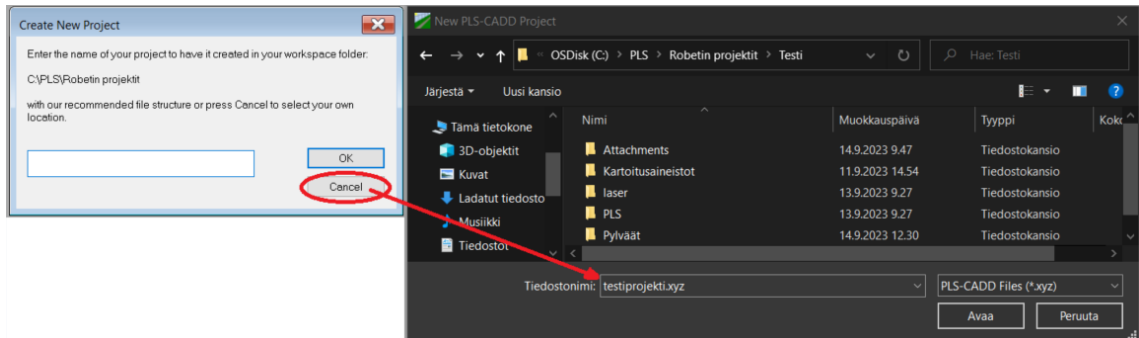 Create New Project
Enter the name of your project to have it created in your workspace folder:
C:\PLS\Robetin projektit
with our recommended file structure or press Cancel to select your own
location.
OK
Cancel
New PLS-CADD Project
OSDisk (C:) > PLS > Robetin projektit > Testi
Hae: Testi
Järjestä
Uusi kansio
Tämä tietokone
3D-objektit
Kuvat
Ladatut tiedosto
Musiikki
Tiedostot
Nimi Muokkauspäivä Tyyppi Koko
Attachments 14.9.2023 9.47 Tiedostokansio
Kartoitusaineistot 11.9.2023 14.54 Tiedostokansio
laser 13.9.2023 9.27 Tiedostokansio
PLS 13.9.2023 9.27 Tiedostokansio
Pylväät 14.9.2023 12.30 Tiedostokansio
Tiedostonimi: testiprojekti.xyz
PLS-CADD Files (*.xyz)
Avaa
Peruuta